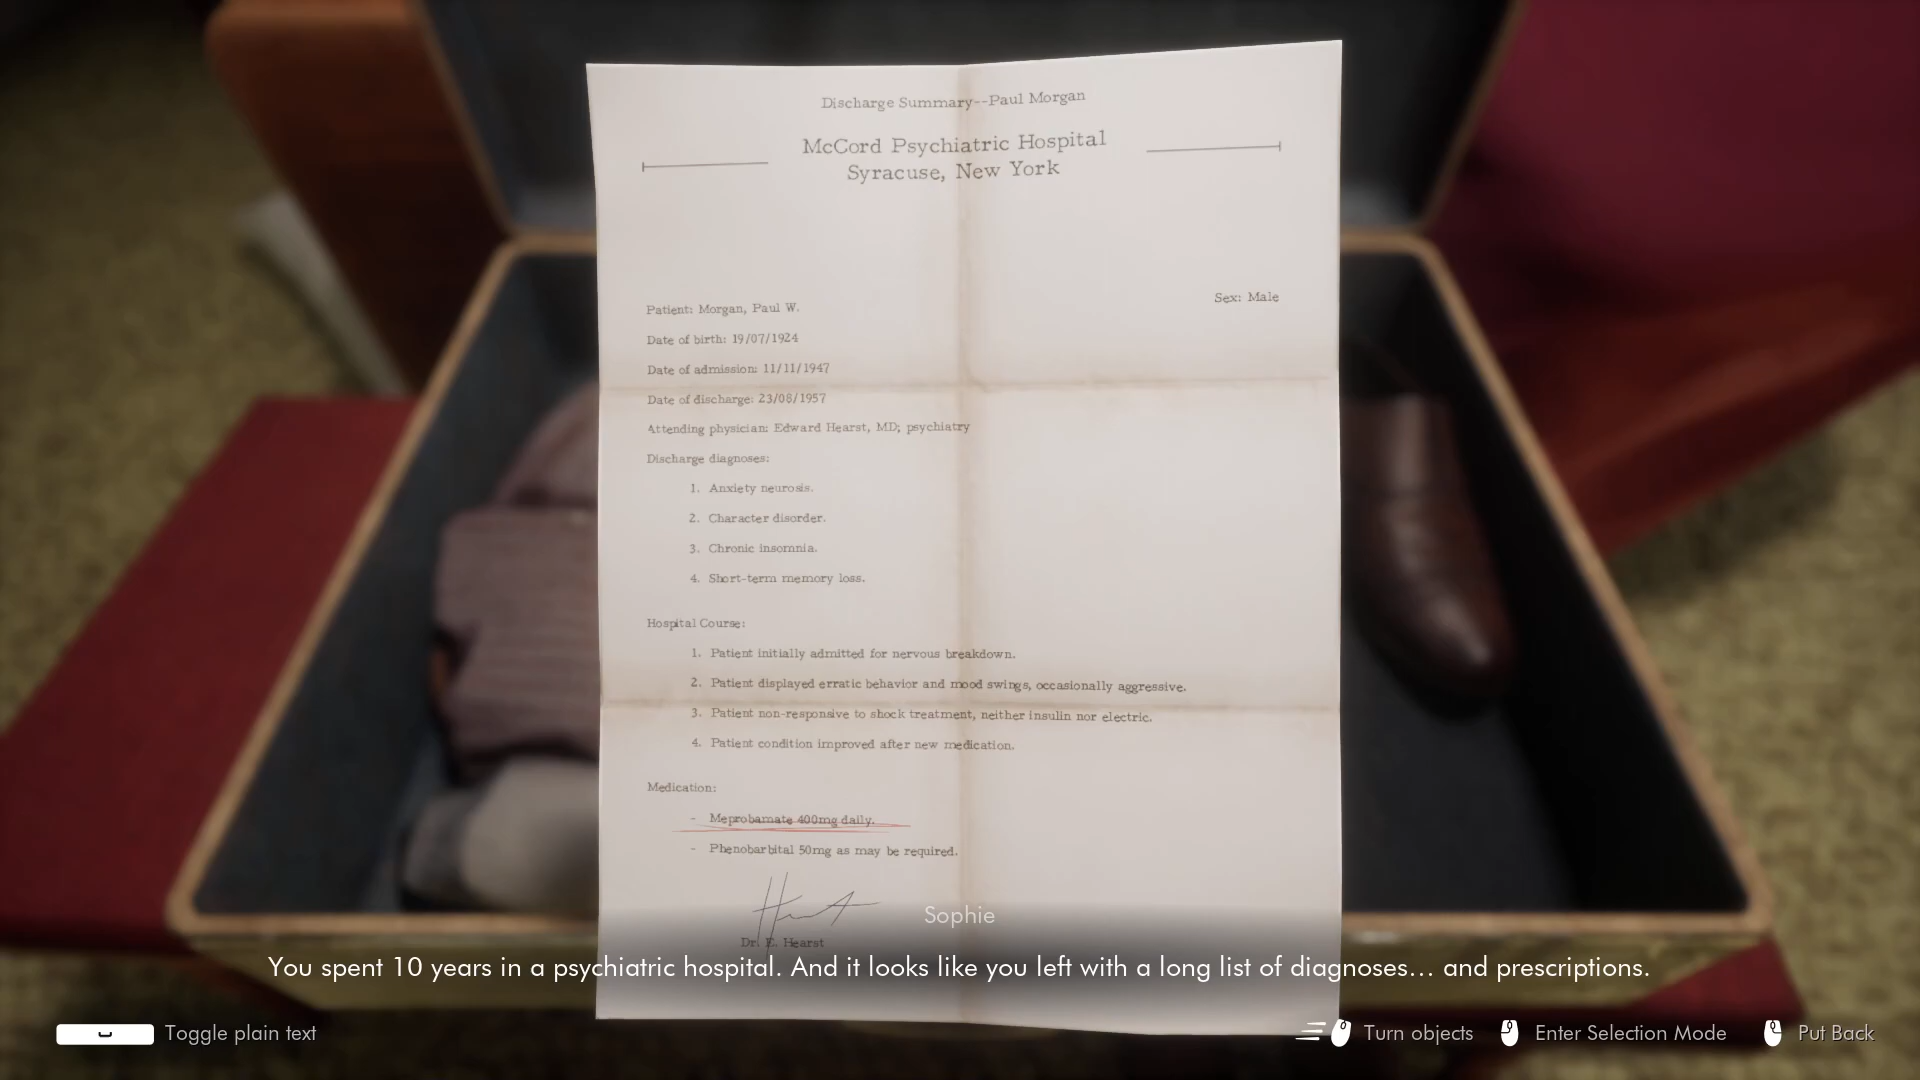 Discharge Summary--Paul Morgan
McCord Psychiatric Hospital
Syracuse, New York
Sex: Male
Patient: Morgan, Paul W.
Date of birth: 19/07/1924
Date of admission: 11/11/1947
Date of discharge: 23/08/1957
Attending physician: Edward Hearst, MD; psychiatry
Discharge diagnoses:
1. Anxiety neurosis.
2. Character disorder.
3. Chronic insomnia.
4. Short-term memory loss.
Hospital Course:
1. Patient initially admitted for nervous breakdown.
2. Patient displayed erratic behavior and mood swings, occasionally aggressive.
3. Patient non-responsive to shock treatment, neither insulin nor electric.
4. Patient condition improved after new medication.
Medication:
- Meprobamate 400mg daily.
- Phenobarbital 50mg as may be required.
Dr. E. Hearst
Sophie
You spent 10 years in a psychiatric hospital. And it looks like you left with a long list of diagnoses... and prescriptions.
Toggle plain text
Turn objects
Enter Selection Mode
Put Back